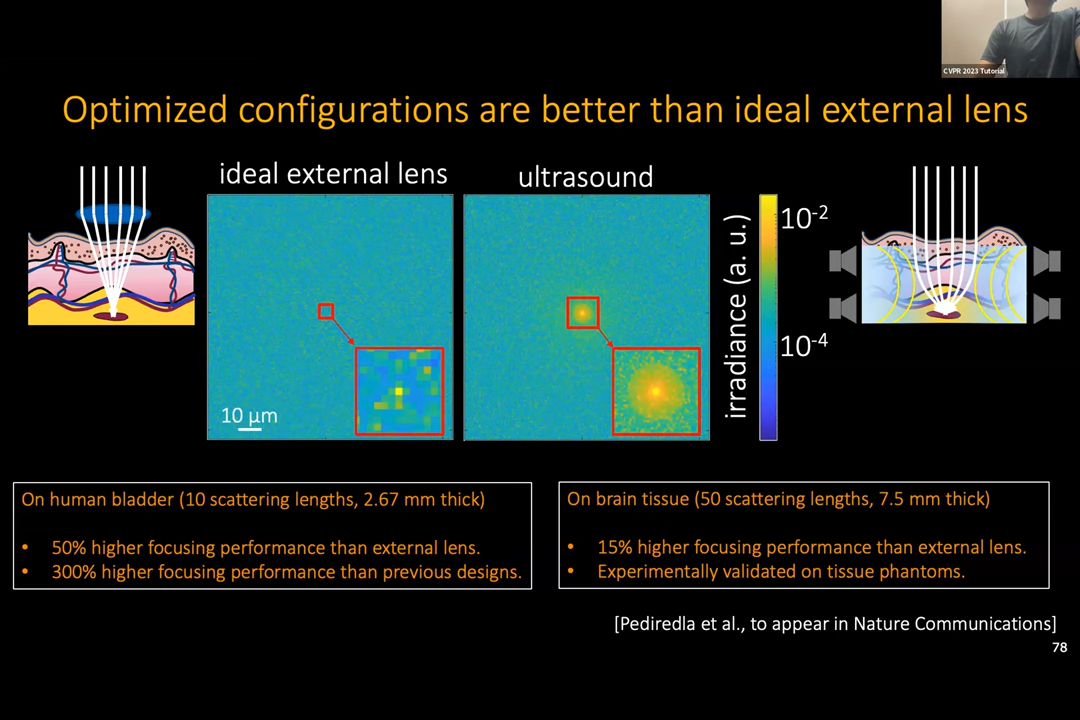 CVPR 2023 Tutorial
Optimized configurations are better than ideal external lens
ideal external lens
ultrasound
irradiance (a. u.)
10-2
10-4
10 μm
On human bladder (10 scattering lengths, 2.67 mm thick)
• 50% higher focusing performance than external lens.
• 300% higher focusing performance than previous designs.
On brain tissue (50 scattering lengths, 7.5 mm thick)
• 15% higher focusing performance than external lens.
• Experimentally validated on tissue phantoms.
[Pediredla et al., to appear in Nature Communications]
78